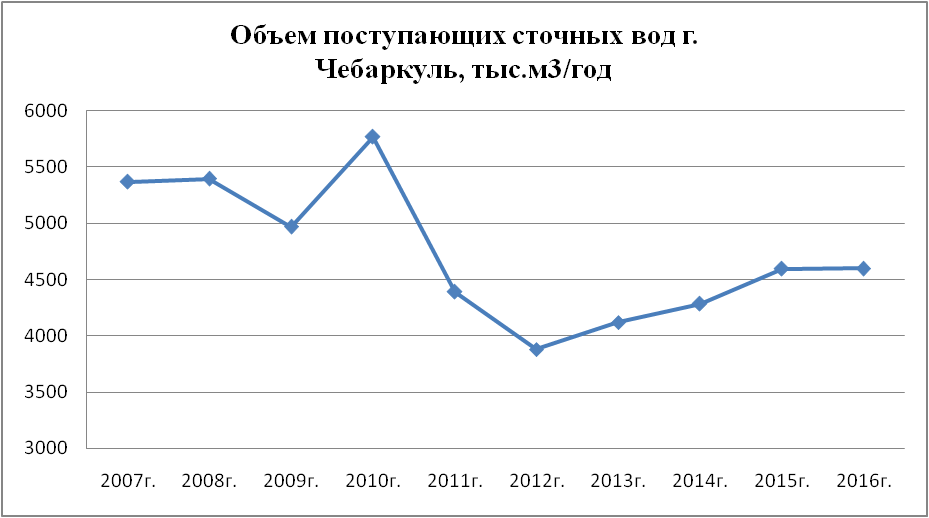 Объем поступающих сточных вод г.
Чебаркуль, тыс.м3/год
6000
5500
5000
4500
4000
3500
3000
2007г. 2008г. 2009г. 2010г. 2011г. 2012г. 2013г. 2014г. 2015г. 2016г.